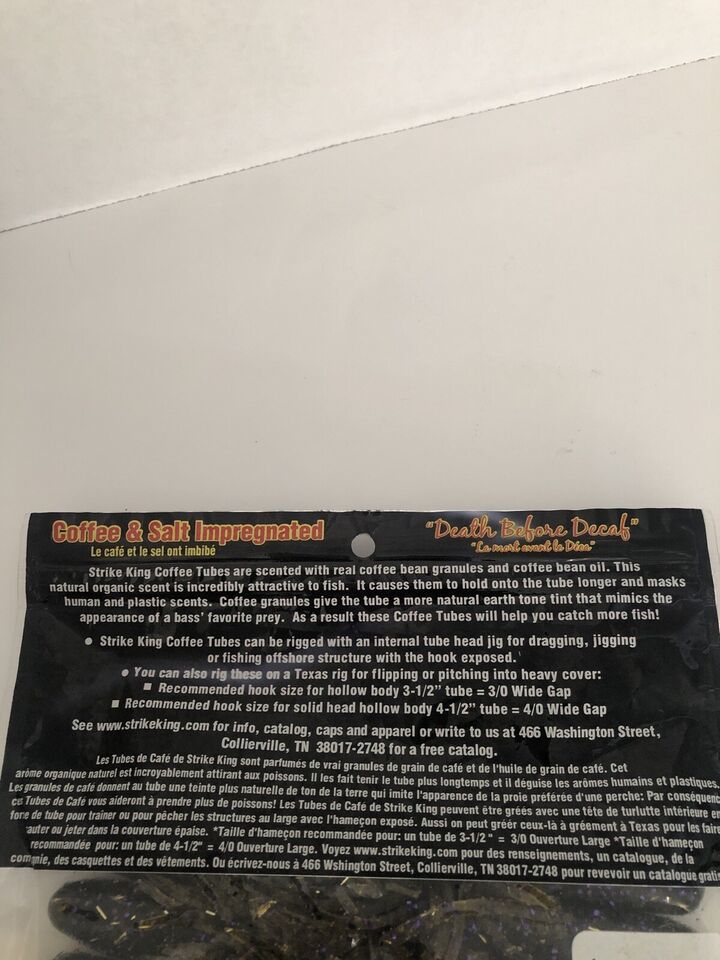 Coffee & Salt Impregnated
Le café et le sel ont imbibé
"Death Before Decaf"
"La mort avant le Déca"
Strike King Coffee Tubes are scented with real coffee bean granules and coffee bean oil. This
natural organic scent is incredibly attractive to fish. It causes them to hold onto the tube longer and masks
human and plastic scents. Coffee granules give the tube a more natural earth tone tint that mimics the
appearance of a bass' favorite prey. As a result these Coffee Tubes will help you catch more fish!
● Strike King Coffee Tubes can be rigged with an internal tube head jig for dragging, jigging
or fishing offshore structure with the hook exposed.
● You can also rig these on a Texas rig for flipping or pitching into heavy cover:
■ Recommended hook size for hollow body 3-1/2" tube = 3/0 Wide Gap
■ Recommended hook size for solid head hollow body 4-1/2" tube = 4/0 Wide Gap
See www.strikeking.com for info, catalog, caps and apparel or write to us at 466 Washington Street,
Collierville, TN 38017-2748 for a free catalog.
Les Tubes de Café de Strike King sont parfumés de vrai granules de grain de café et de l'huile de grain de café. Cet
arôme organique naturel est incroyablement attirant aux poissons. Il les fait tenir le tube plus longtemps et il déguise les arômes humains et plastiques.
Les granules de café donnent au tube une teinte plus naturelle de ton de la terre qui imite l'apparence de la proie préférée d'une perche: Par conséquenc
ces Tubes de Café vous aideront à prendre plus de poissons! Les Tubes de Café de Strike King peuvent être gréés avec une tête de turlutte intérieure en
forme de tube pour traîner ou pour pêcher les structures au large avec l'hameçon exposé. Aussi on peut gréer ceux-là à gréement à Texas pour les fair
auter ou jeter dans la couverture épaise. *Taille d'hameçon recommandée pour: un tube de 3-1/2" = 3/0 Ouverture Large *Taille d'hameçon
recommandée pour: un tube de 4-1/2" = 4/0 Ouverture Large. Voyez www.strikeking.com pour des renseignements, un catalogue, de la
compnie, des casquettes et des vêtements. Ou écrivez-nous à 466 Wshington Street, Collierville, TN 38017-2748 pour revevoir un catalogue gratis